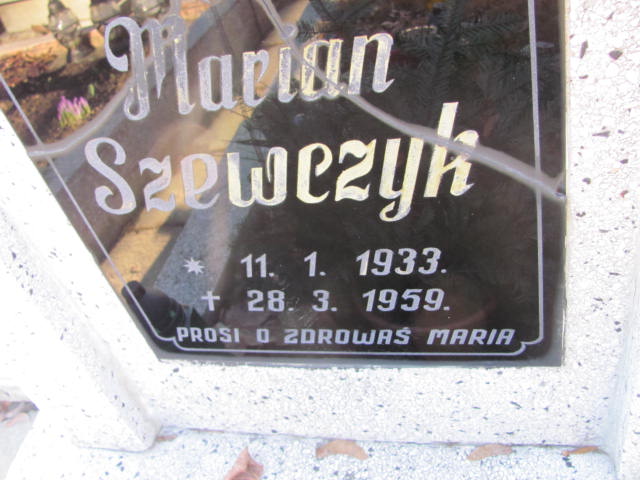 Marian
Szewczyk
* 11. 1. 1933.
† 28. 3. 1959.
PROSI O ZDROWAŚ MARIA